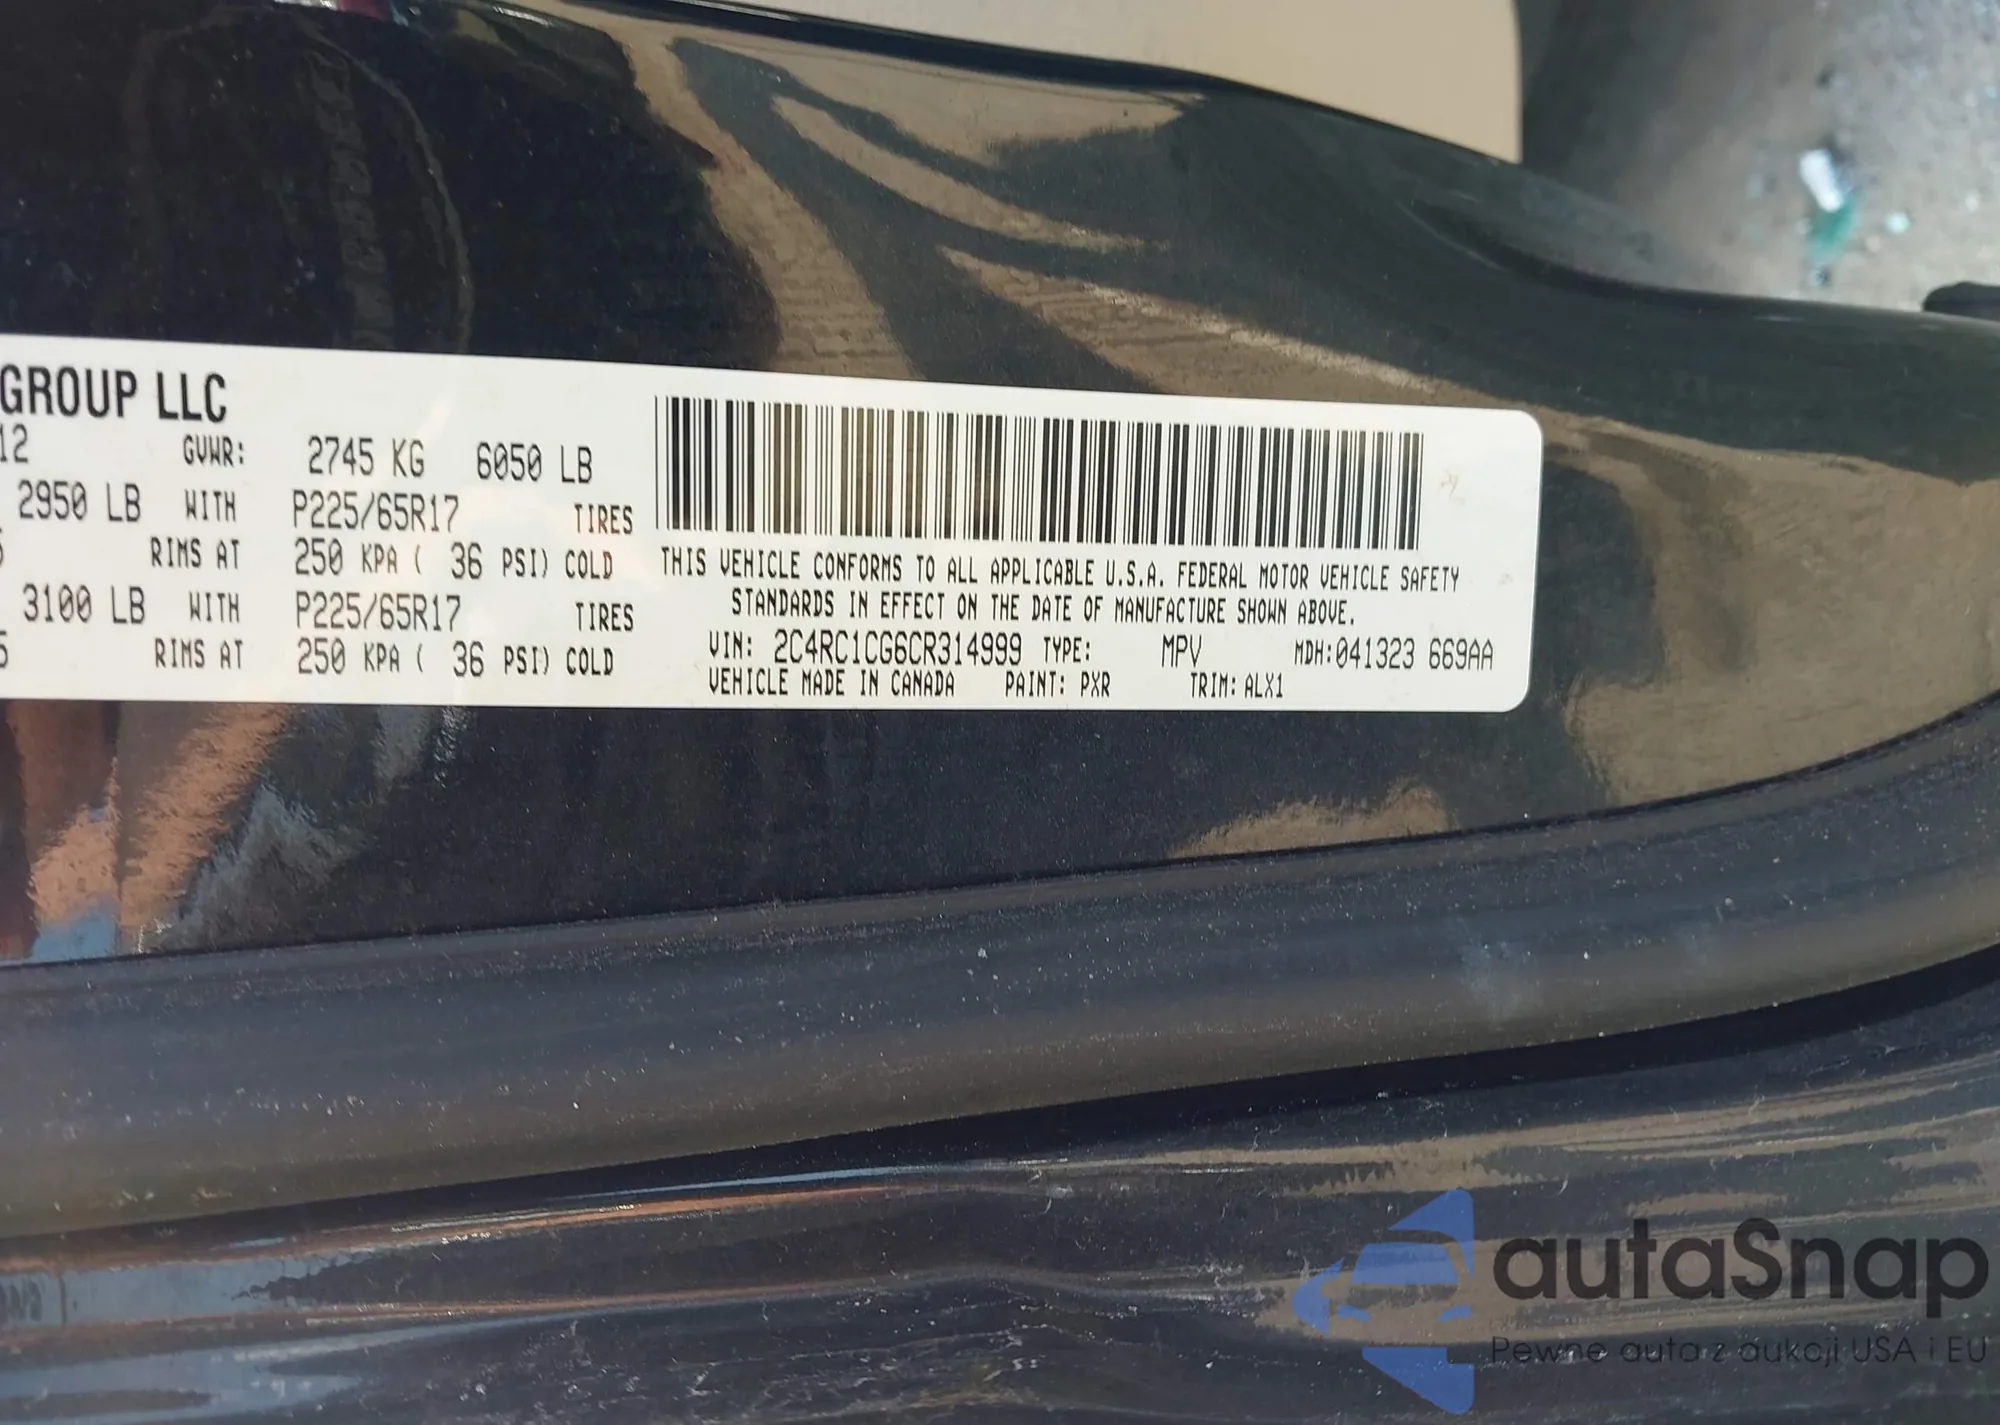 GROUP LLC
12 GVWR: 2745 KG 6050 LB
2950 LB WITH P225/65R17 TIRES
RIMS AT 250 KPA ( 36 PSI) COLD
3100 LB WITH P225/65R17 TIRES
5 RIMS AT 250 KPA ( 36 PSI) COLD
THIS VEHICLE CONFORMS TO ALL APPLICABLE U.S.A. FEDERAL MOTOR VEHICLE SAFETY
STANDARDS IN EFFECT ON THE DATE OF MANUFACTURE SHOWN ABOVE.
VIN: 2C4RC1CG6CR314999 TYPE: MPV MDH:041323 669AA
VEHICLE MADE IN CANADA PAINT: PXR TRIM: ALX1
autaSnap
Pewne auta z aukcji USA i EU